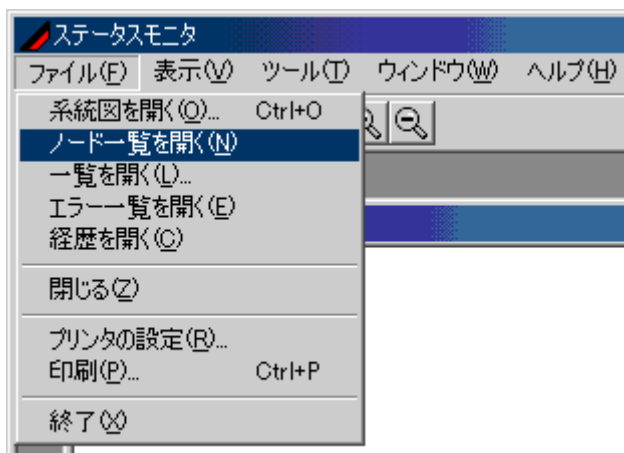 ステータスモニタ
ファイル(F) 表示(V) ツール(T) ウィンドウ(W) ヘルプ(H)
系統図を開く(O)... Ctrl+O
ノード一覧を開く(N)
一覧を開く(L)...
エラー一覧を開く(E)
経歴を開く(C)
閉じる(Z)
プリンタの設定(R)...
印刷(P)... Ctrl+P
終了(X)